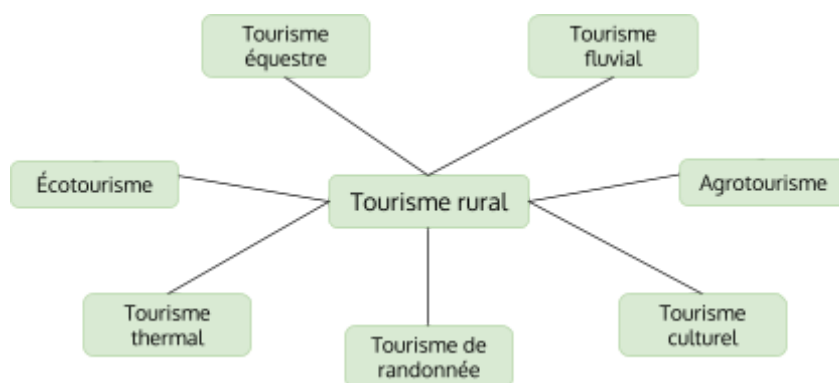 Tourisme
équestre
Tourisme
fluvial
Écotourisme
Tourisme rural
Agrotourisme
Tourisme
thermal
Tourisme de
randonnée
Tourisme
culturel